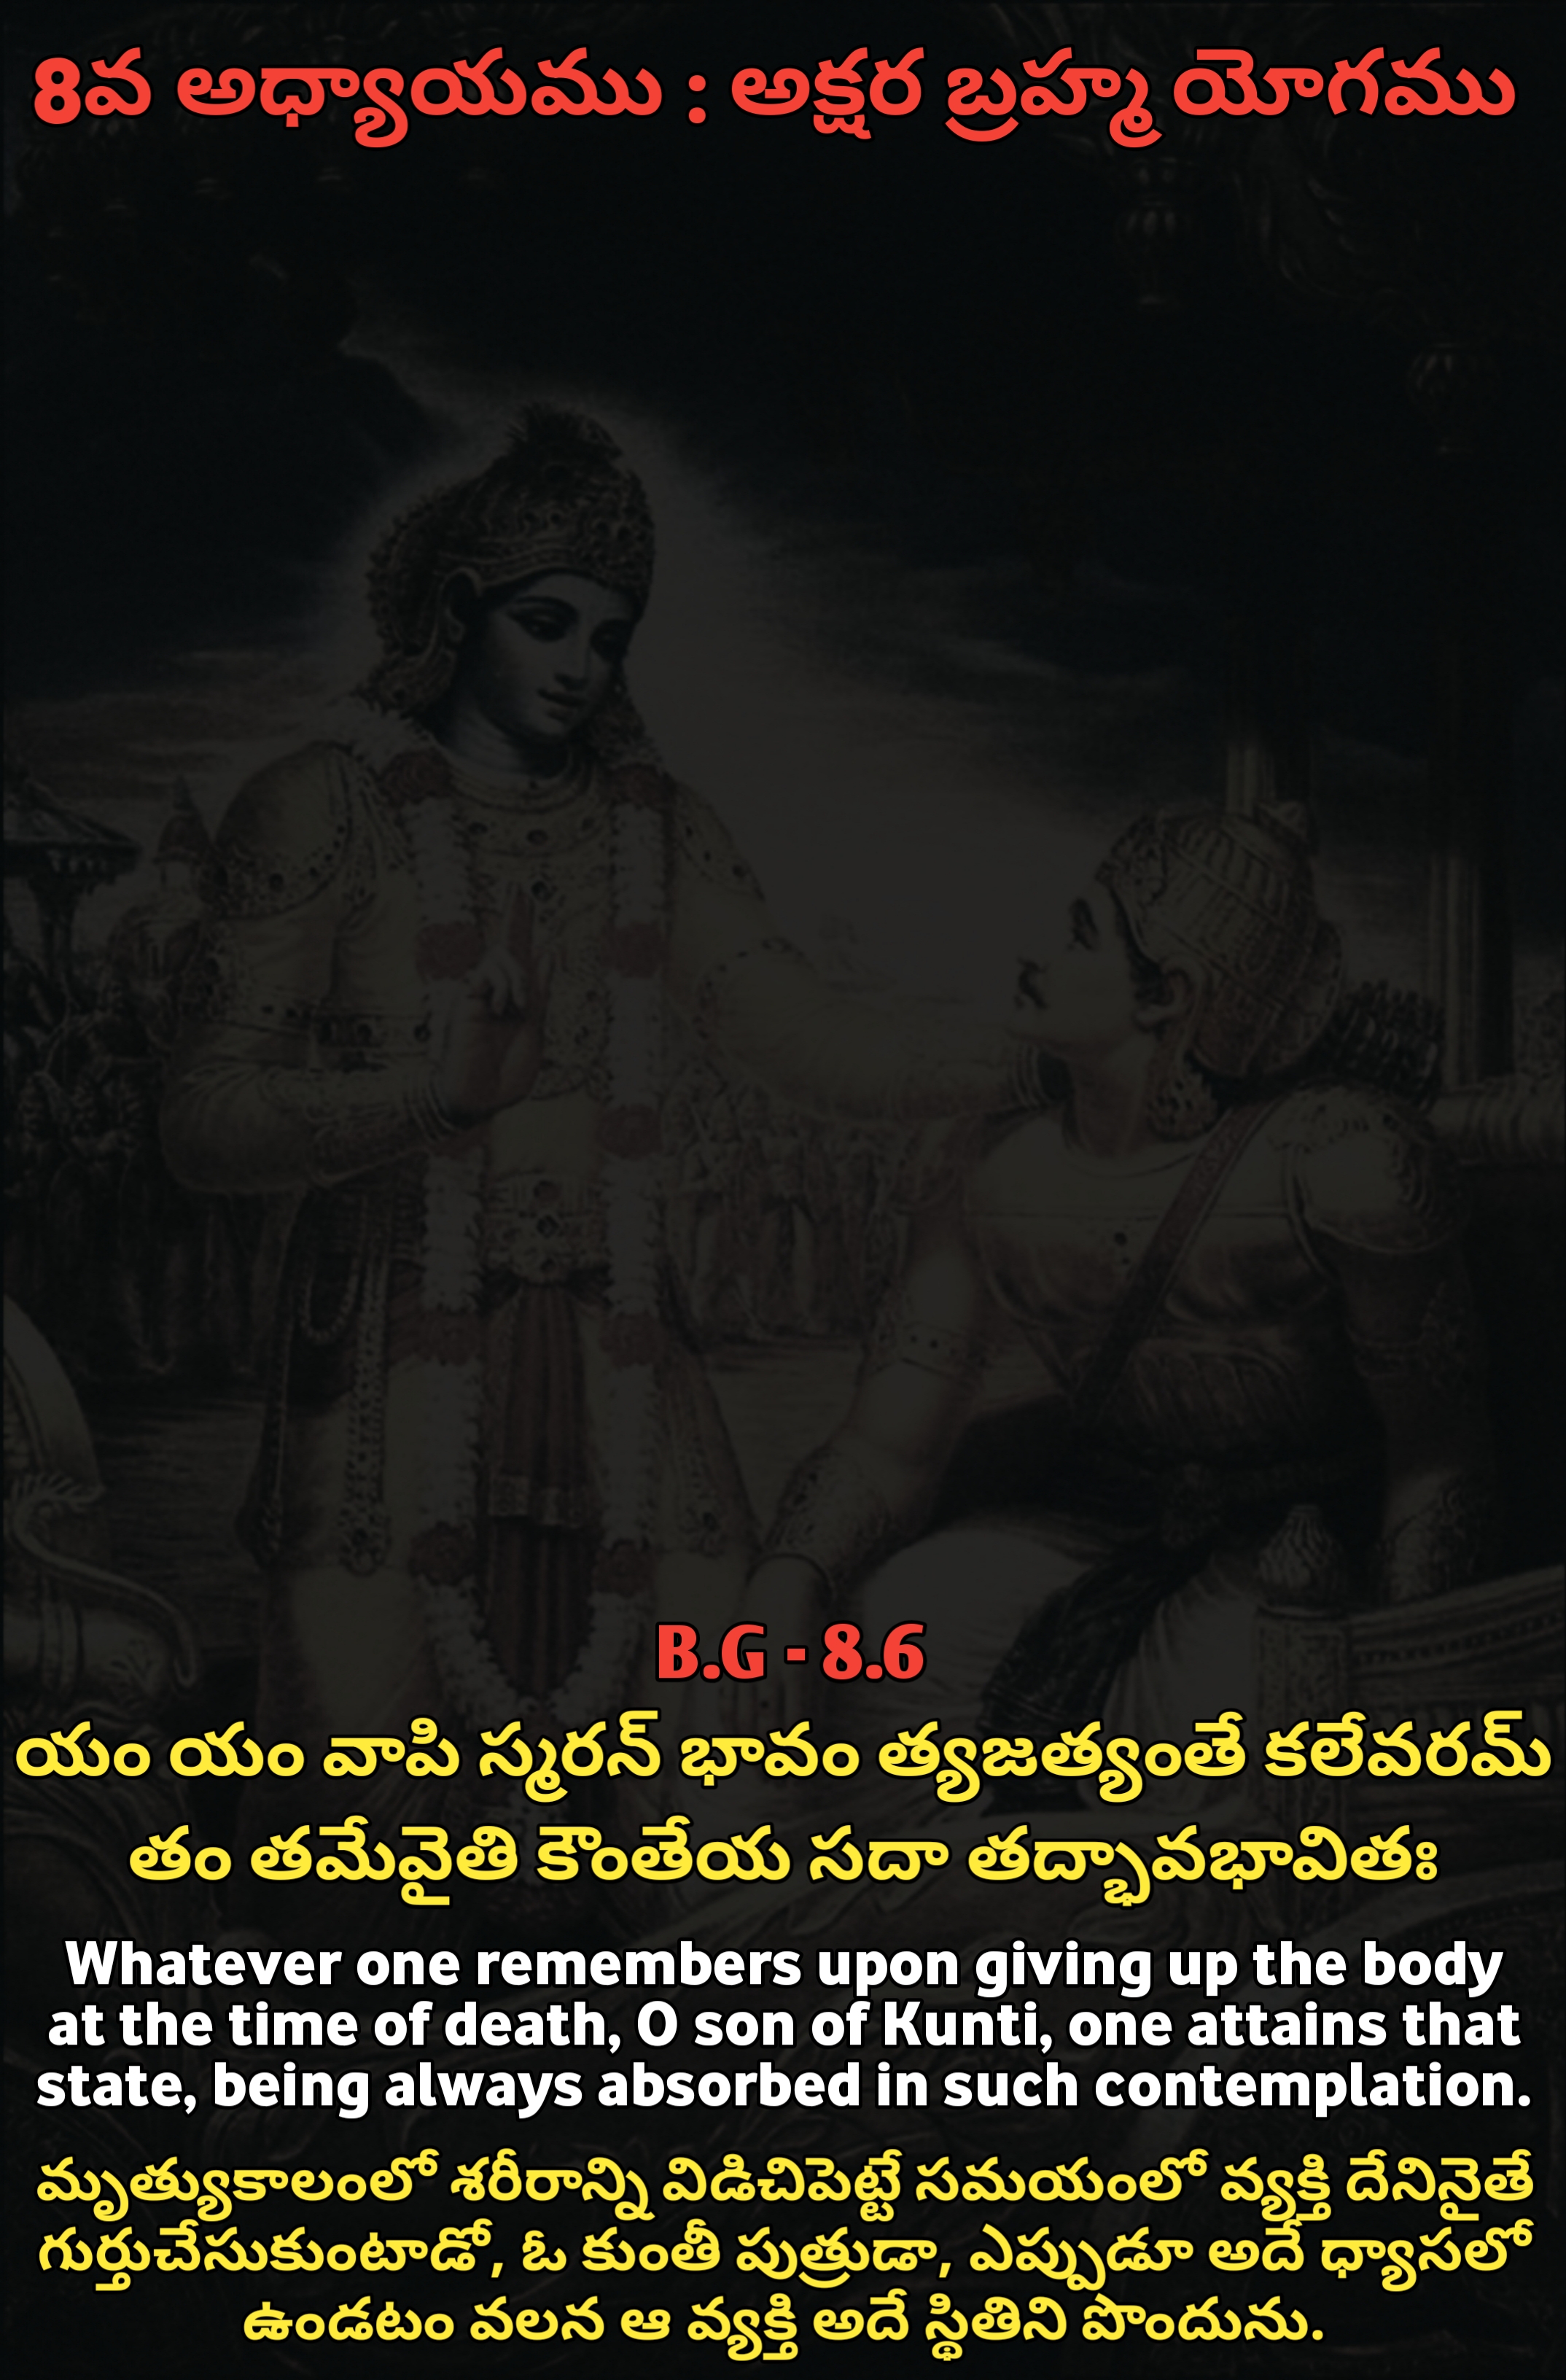 8వ అధ్యాయము : అక్షర బ్రహ్మ యోగము
B.G - 8.6
యం యం వాపి స్మరన్ భావం త్యజత్యంతే కలేవరమ్
తం తమేవైతి కౌంతేయ సదా తద్భావభావితః
Whatever one remembers upon giving up the body
at the time of death, O son of Kunti, one attains that
state, being always absorbed in such contemplation.
మృత్యుకాలంలో శరీరాన్ని విడిచిపెట్టే సమయంలో వ్యక్తి దేనినైతే
గుర్తుచేసుకుంటాడో, ఓ కుంతీ పుత్రుడా, ఎప్పుడూ అదే ధ్యాసలో
ఉండటం వలన ఆ వ్యక్తి అదే స్థితిని పొందును.